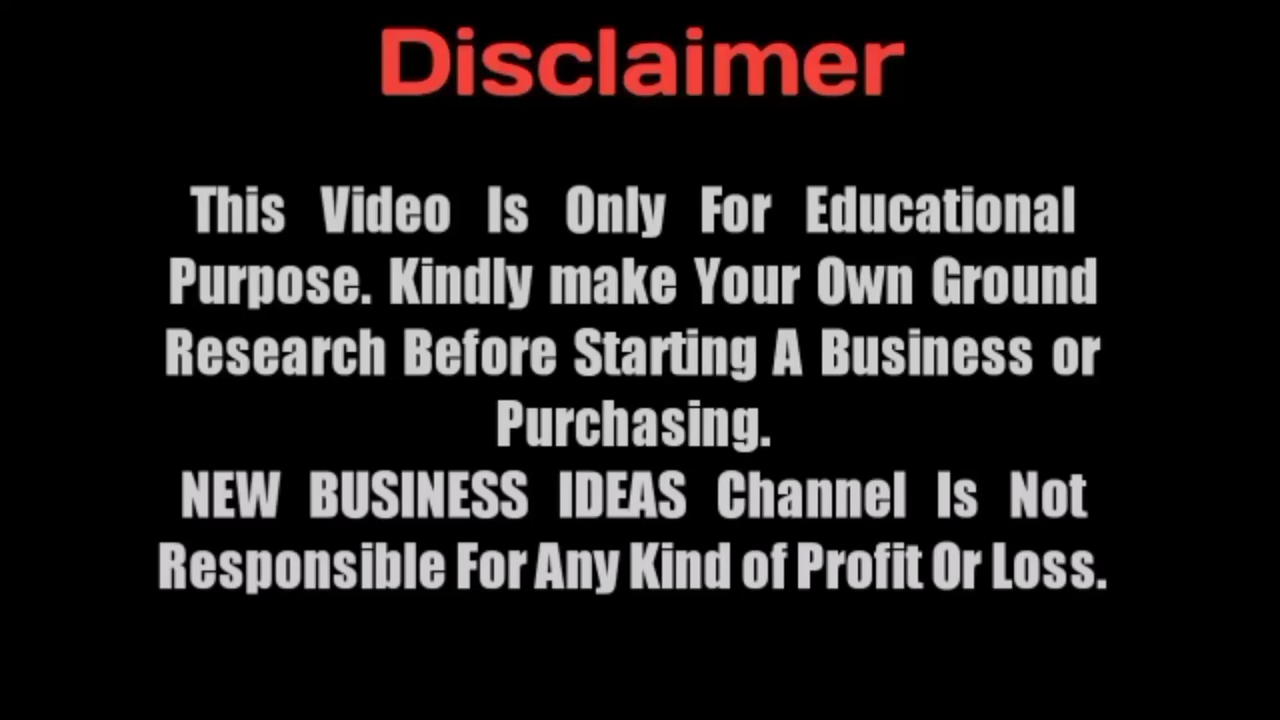 Disclaimer
This Video Is Only For Educational
Purpose. Kindly make Your Own Ground
Research Before Starting A Business or
Purchasing.
NEW BUSINESS IDEAS Channel Is Not
Responsible For Any Kind of Profit Or Loss.